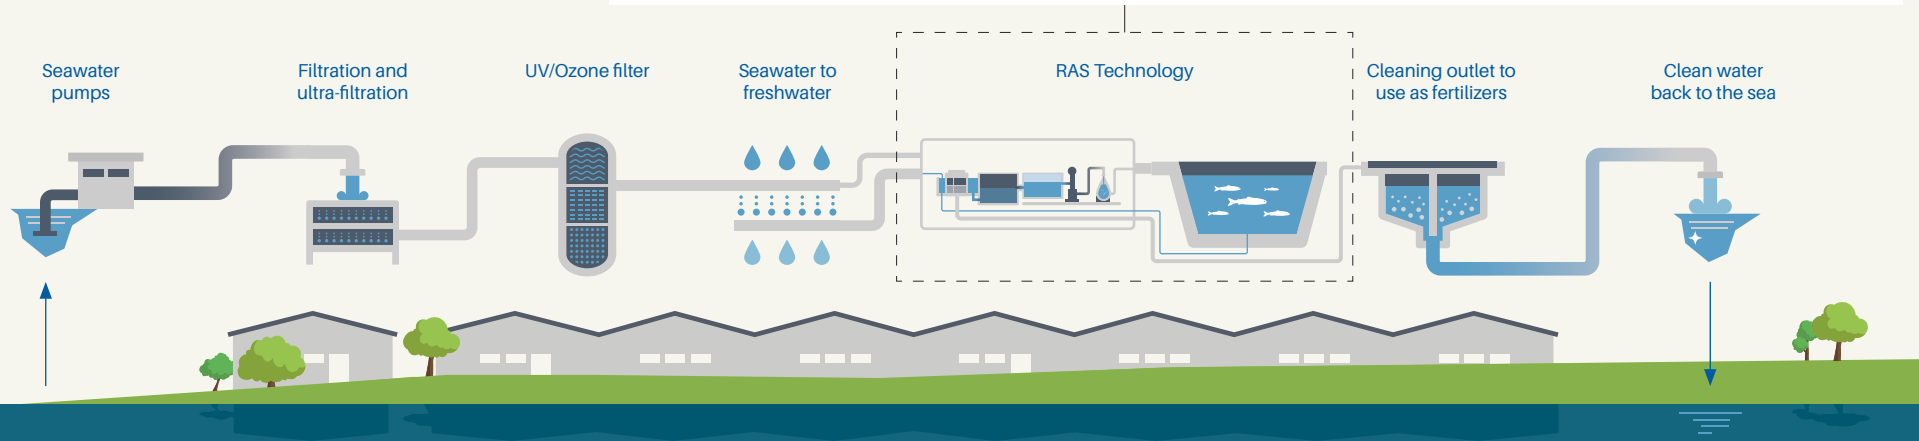 Seawater
pumps
Filtration and
ultra-filtration
UV/Ozone filter
Seawater to
freshwater
RAS Technology
Cleaning outlet to
use as fertilizers
Clean water
back to the sea